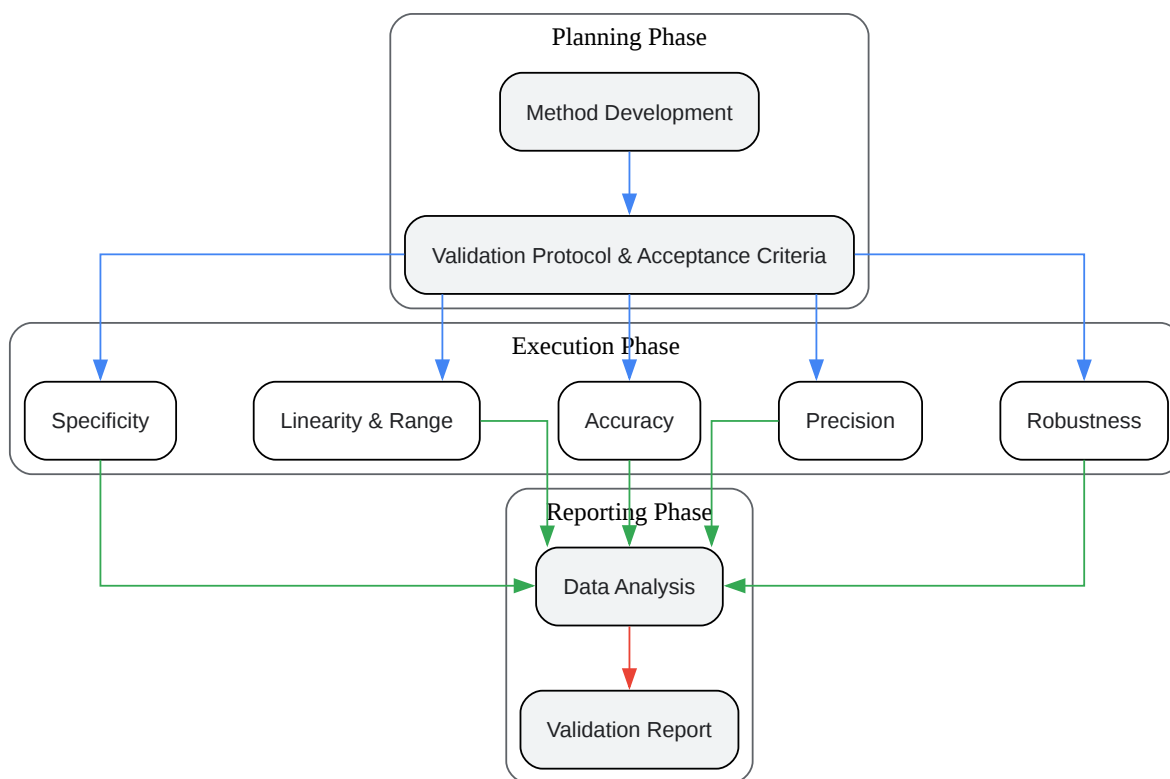 Planning Phase
Method Development
Validation Protocol & Acceptance Criteria
Execution Phase
Specificity
Linearity & Range
Accuracy
Precision
Robustness
Reporting Phase
Data Analysis
Validation Report